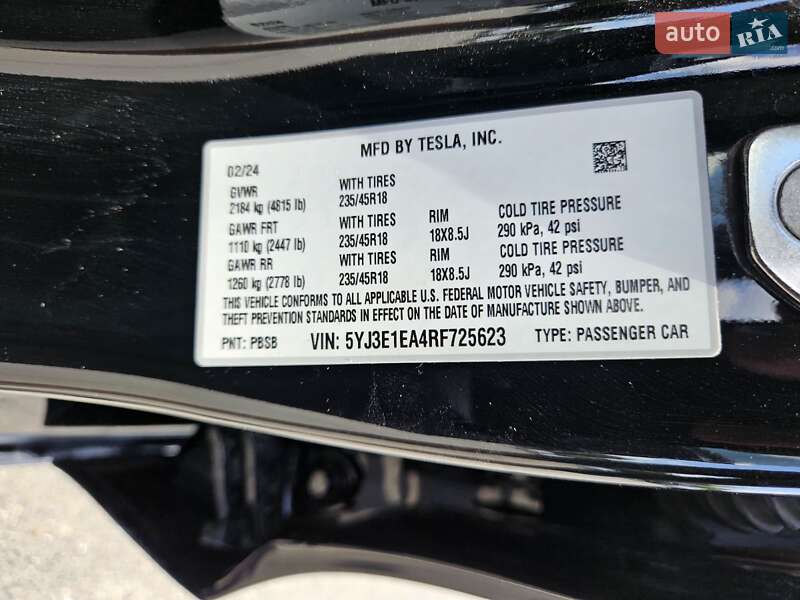 auto RIA.com
MFD BY TESLA, INC.
02/24
GVWR WITH TIRES
2184 kg (4815 lb) 235/45R18
GAWR FRT WITH TIRES RIM COLD TIRE PRESSURE
1110 kg (2447 lb) 235/45R18 18X8.5J 290 kPa, 42 psi
GAWR RR WITH TIRES RIM COLD TIRE PRESSURE
1260 kg (2778 lb) 235/45R18 18X8.5J 290 kPa, 42 psi
THIS VEHICLE CONFORMS TO ALL APPLICABLE U.S. FEDERAL MOTOR VEHICLE SAFETY, BUMPER, AND
THEFT PREVENTION STANDARDS IN EFFECT ON THE DATE OF MANUFACTURE SHOWN ABOVE.
PNT: PBSB VIN: 5YJ3E1EA4RF725623 TYPE: PASSENGER CAR